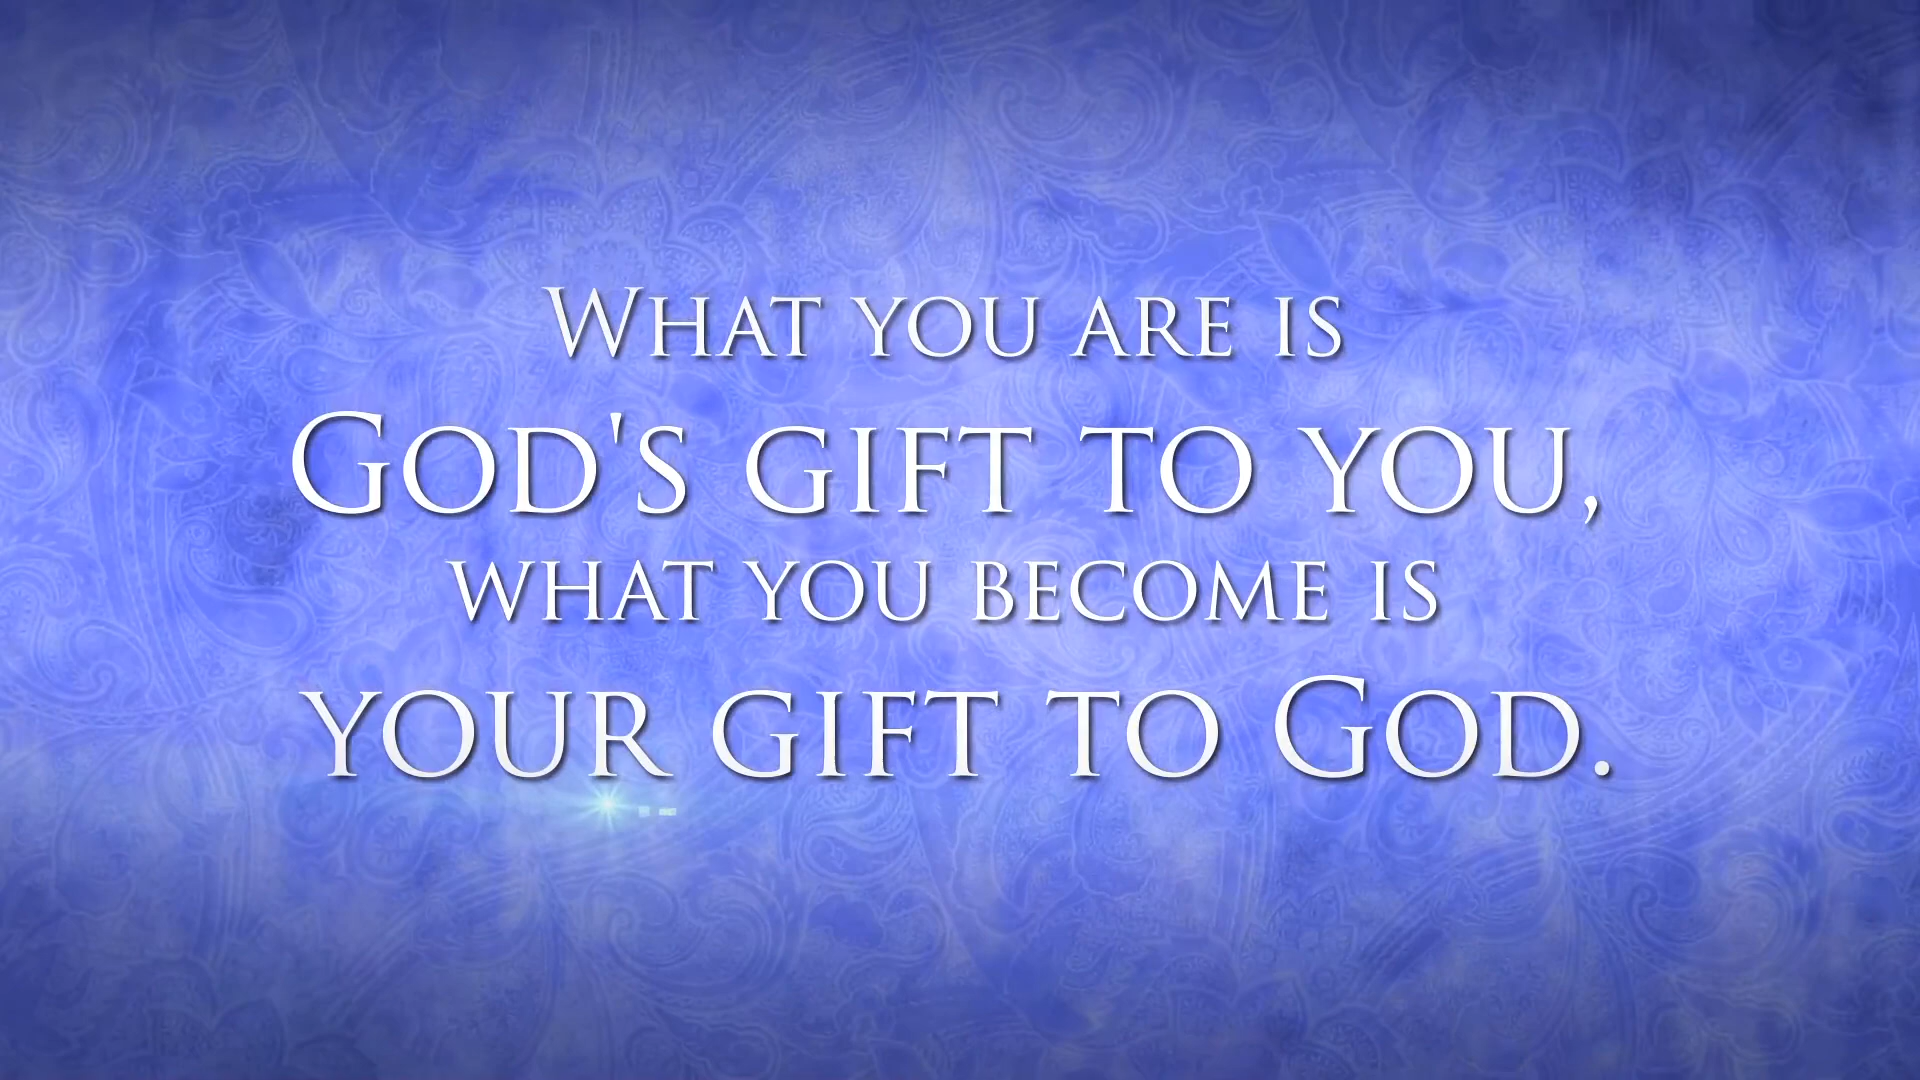 What you are is
God's gift to you,
what you become is
your gift to God.